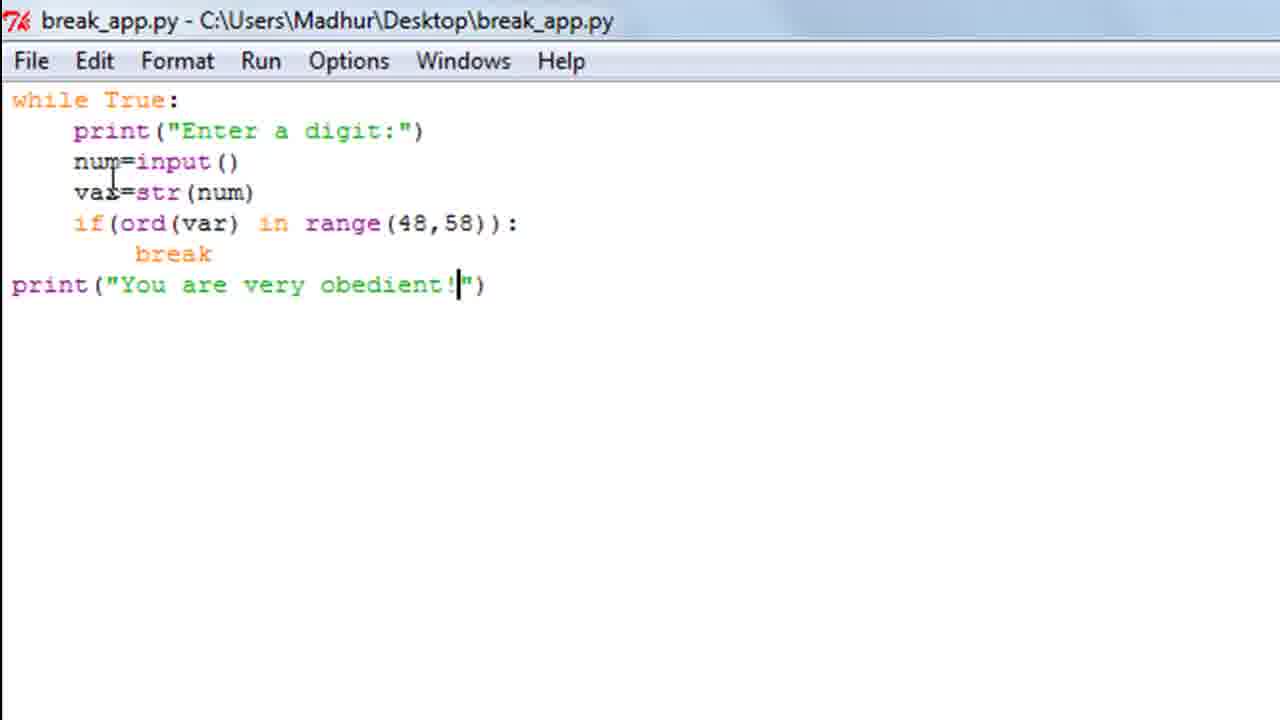 break_app.py - C:\Users\Madhur\Desktop\break_app.py
File Edit Format Run Options Windows Help
while True:
    print("Enter a digit:")
    num=input()
    var=str(num)
    if(ord(var) in range(48,58)):
        break
print("You are very obedient!")